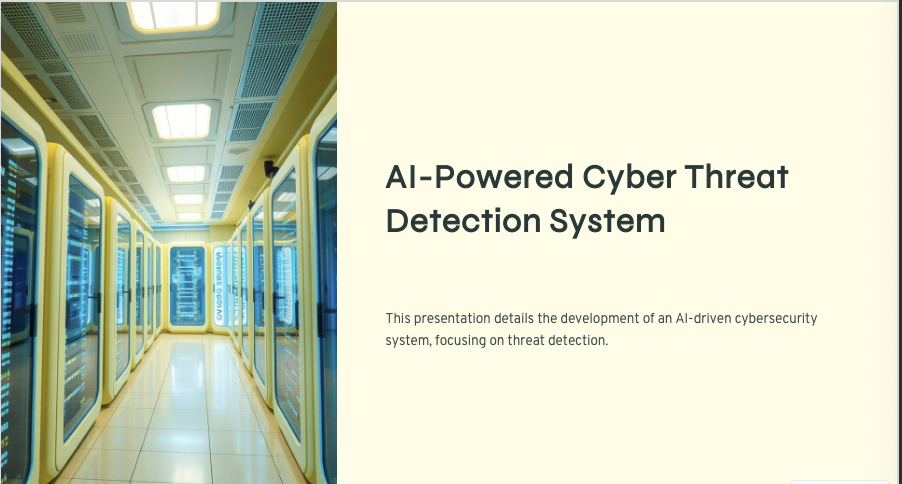 AI-Powered Cyber Threat
Detection System
This presentation details the development of an AI-driven cybersecurity
system, focusing on threat detection.